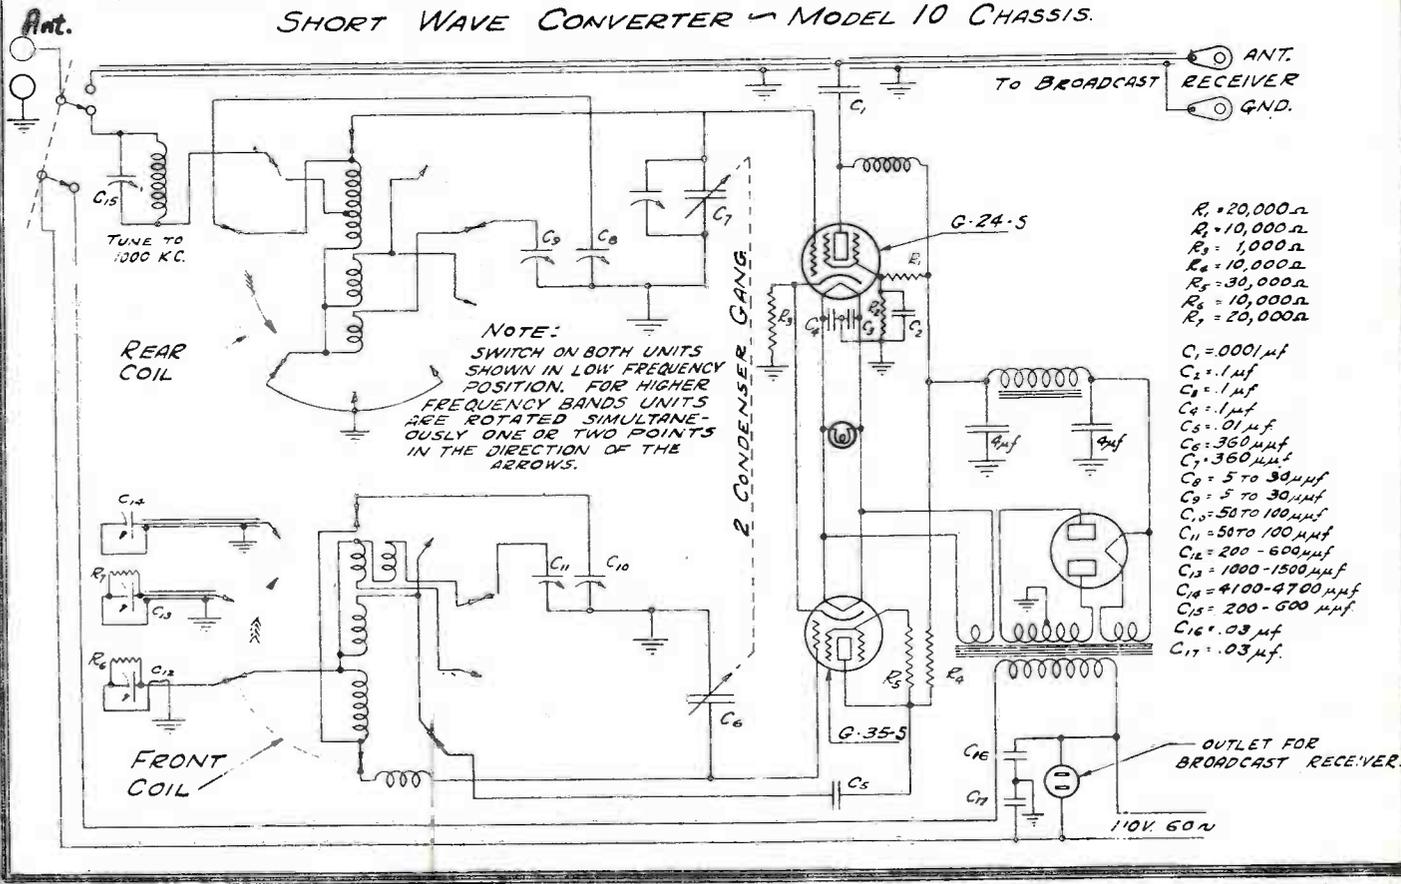 Ant.
SHORT WAVE CONVERTER ~ MODEL 10 CHASSIS.
ANT.
TO BROADCAST RECEIVER
GND.
C1
C15
TUNE TO
1000 KC.
C9
C8
C7
G·24·S
R1
R3
C4
C3
R2
C2
R1 = 20,000Ω
R2 = 10,000Ω
R3 = 1,000Ω
R4 = 10,000Ω
R5 = 30,000Ω
R6 = 10,000Ω
R7 = 20,000Ω
C1 = .0001 μf
C2 = .1 μf
C3 = .1 μf
C4 = .1 μf
C5 = .01 μf
C6 = 360 μμf
C7 = 360 μμf
C8 = 5 TO 30 μμf
C9 = 5 TO 30 μμf
C10 = 50 TO 100 μμf
C11 = 50 TO 100 μμf
C12 = 200 - 600 μμf
C13 = 1000 - 1500 μμf
C14 = 4100 - 4700 μμf
C15 = 200 - 600 μμf
C16 = .03 μf
C17 = .03 μf.
REAR
COIL
NOTE:
SWITCH ON BOTH UNITS
SHOWN IN LOW FREQUENCY
POSITION. FOR HIGHER
FREQUENCY BANDS UNITS
ARE ROTATED SIMULTANE-
OUSLY ONE OR TWO POINTS
IN THE DIRECTION OF THE
ARROWS.
2 CONDENSER GANG
4 μf
4 μf
C14
R7
C13
R6
C12
C11
C10
C6
R5
R4
G·35·S
FRONT
COIL
C5
C16
C17
OUTLET FOR
BROADCAST RECEIVER.
110V. 60~